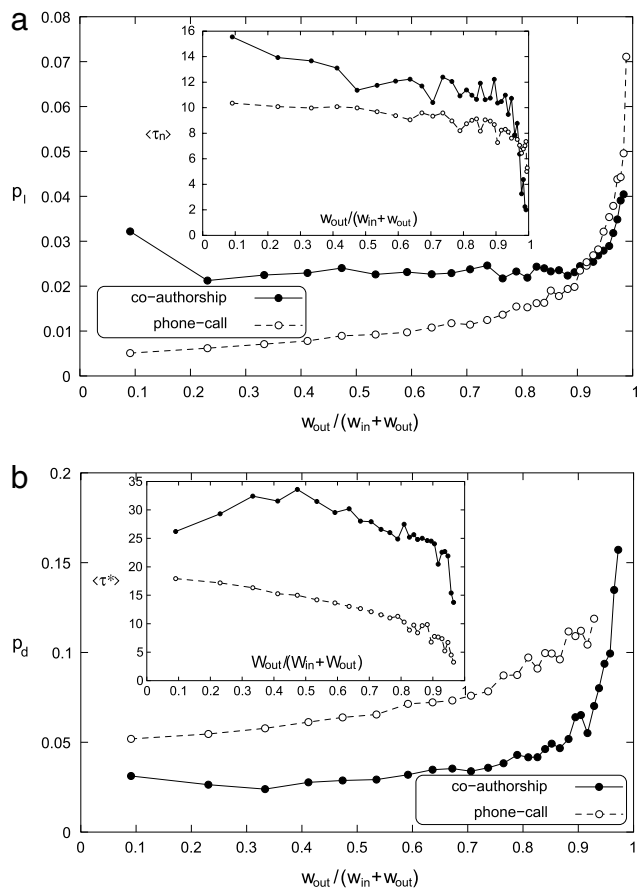 a
0.08
0.07
0.06
0.05
0.04
0.03
0.02
0.01
0
p_l
0 0.1 0.2 0.3 0.4 0.5 0.6 0.7 0.8 0.9 1
w_out/(w_in+w_out)
co-authorship
phone-call
16
14
12
10
8
6
4
2
0
<τ_n>
0 0.1 0.2 0.3 0.4 0.5 0.6 0.7 0.8 0.9 1
w_out/(w_in+w_out)
b
0.2
0.15
0.1
0.05
0
p_d
0 0.1 0.2 0.3 0.4 0.5 0.6 0.7 0.8 0.9 1
w_out/(w_in+w_out)
co-authorship
phone-call
35
30
25
20
15
10
5
0
<τ*>
0 0.1 0.2 0.3 0.4 0.5 0.6 0.7 0.8 0.9 1
w_out/(w_in+w_out)